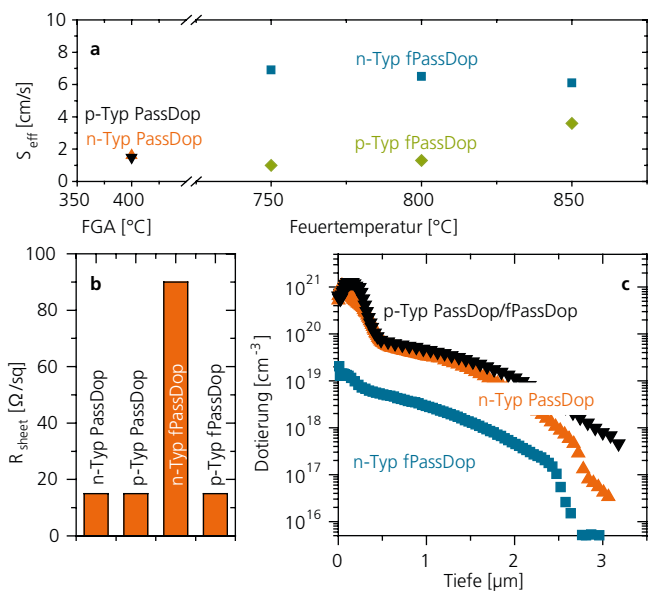 10
8
6
4
2
0
S_eff [cm/s]
a
n-Typ fPassDop
p-Typ PassDop
n-Typ PassDop
p-Typ fPassDop
350
400
750
800
850
FGA [°C]
Feuertemperatur [°C]
100
80
60
40
20
0
R_sheet [Ω/sq]
b
n-Typ PassDop
p-Typ PassDop
n-Typ fPassDop
p-Typ fPassDop
10^21
10^20
10^19
10^18
10^17
10^16
Dotierung [cm^-3]
c
p-Typ PassDop/fPassDop
n-Typ PassDop
n-Typ fPassDop
0
1
2
3
Tiefe [µm]